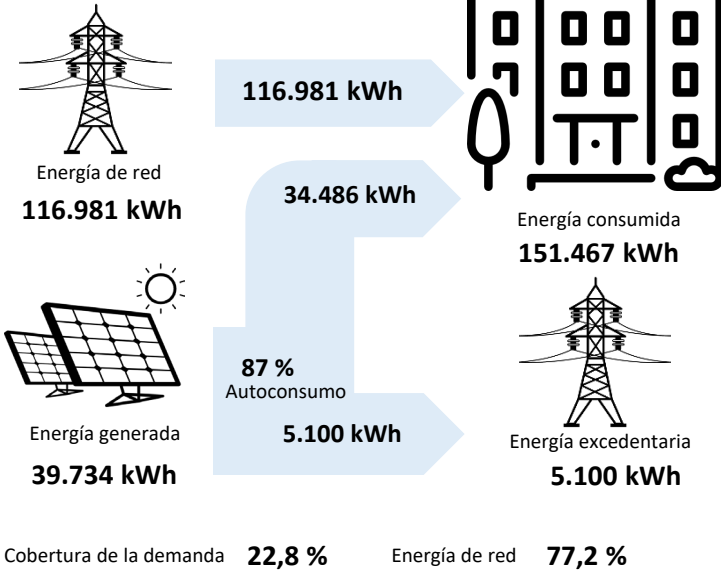 116.981 kWh
Energía de red
116.981 kWh
34.486 kWh
Energía consumida
151.467 kWh
87 %
Autoconsumo
Energía generada
39.734 kWh
5.100 kWh
Energía excedentaria
5.100 kWh
Cobertura de la demanda 22,8 % Energía de red 77,2 %